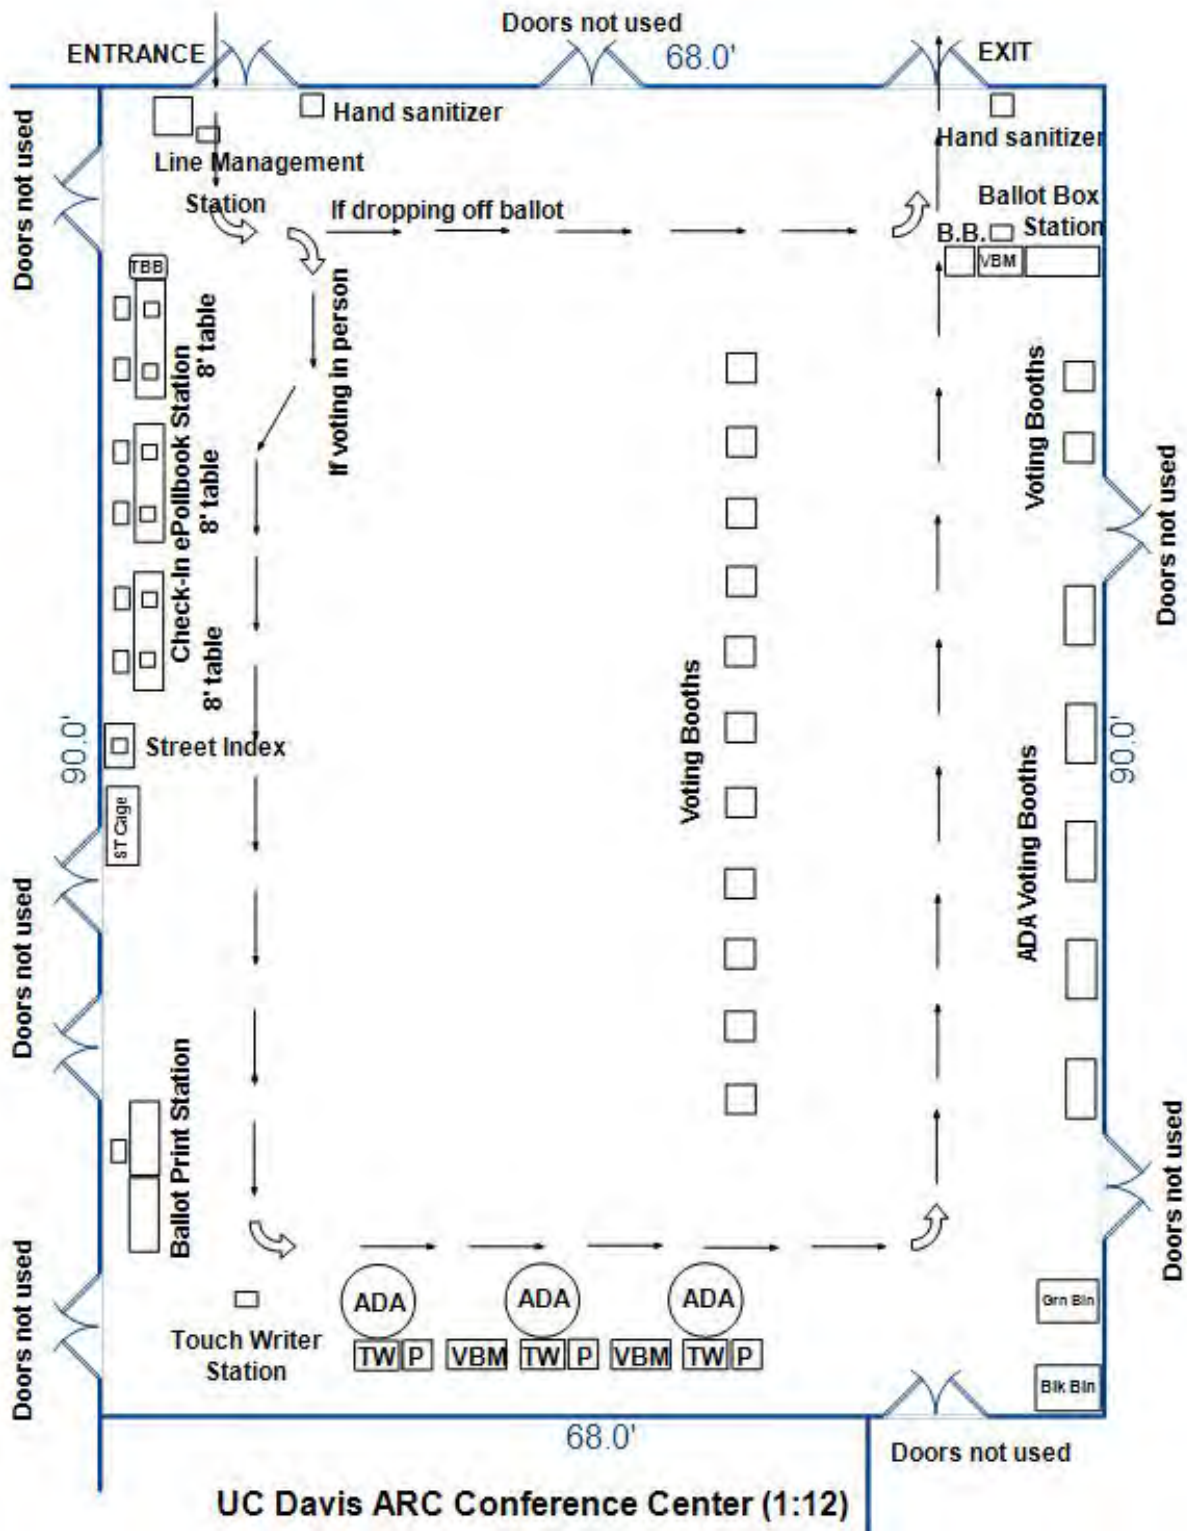 Doors not used
ENTRANCE
68.0'
EXIT
Hand sanitizer
Hand sanitizer
Doors not used
Line Management
Station
If dropping off ballot
Ballot Box
Station
B.B.
VBM
TBB
If voting in person
8' table
8' table
8' table
Check-In ePollbook Station
Voting Booths
Doors not used
Street Index
90.0'
90.0'
ST Cage
Voting Booths
ADA Voting Booths
Doors not used
Ballot Print Station
Doors not used
Doors not used
Grn Bin
Blk Bin
ADA
ADA
ADA
Touch Writer
Station
TW P VBM TW P VBM TW P
68.0'
Doors not used
UC Davis ARC Conference Center (1:12)